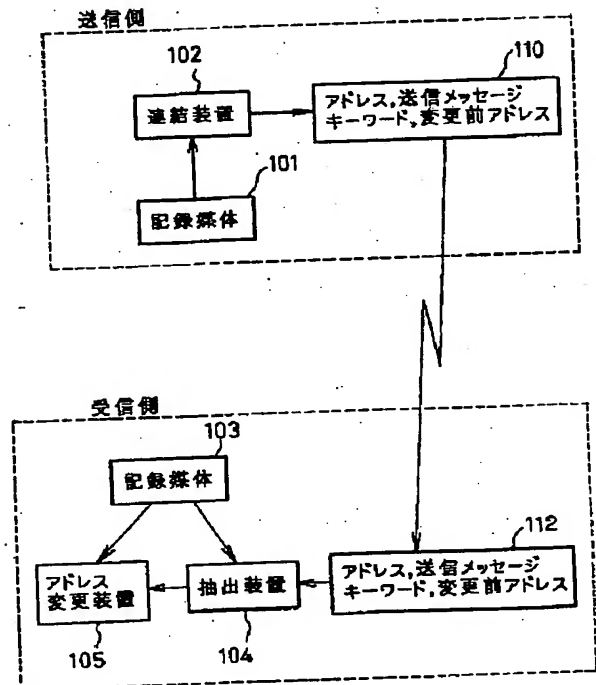 送信側
102
110
連結装置
アドレス,送信メッセージ
キーワード,変更前アドレス
101
記録媒体
受信側
103
記録媒体
112
アドレス
変更装置
抽出装置
アドレス,送信メッセージ
キーワード,変更前アドレス
105
104